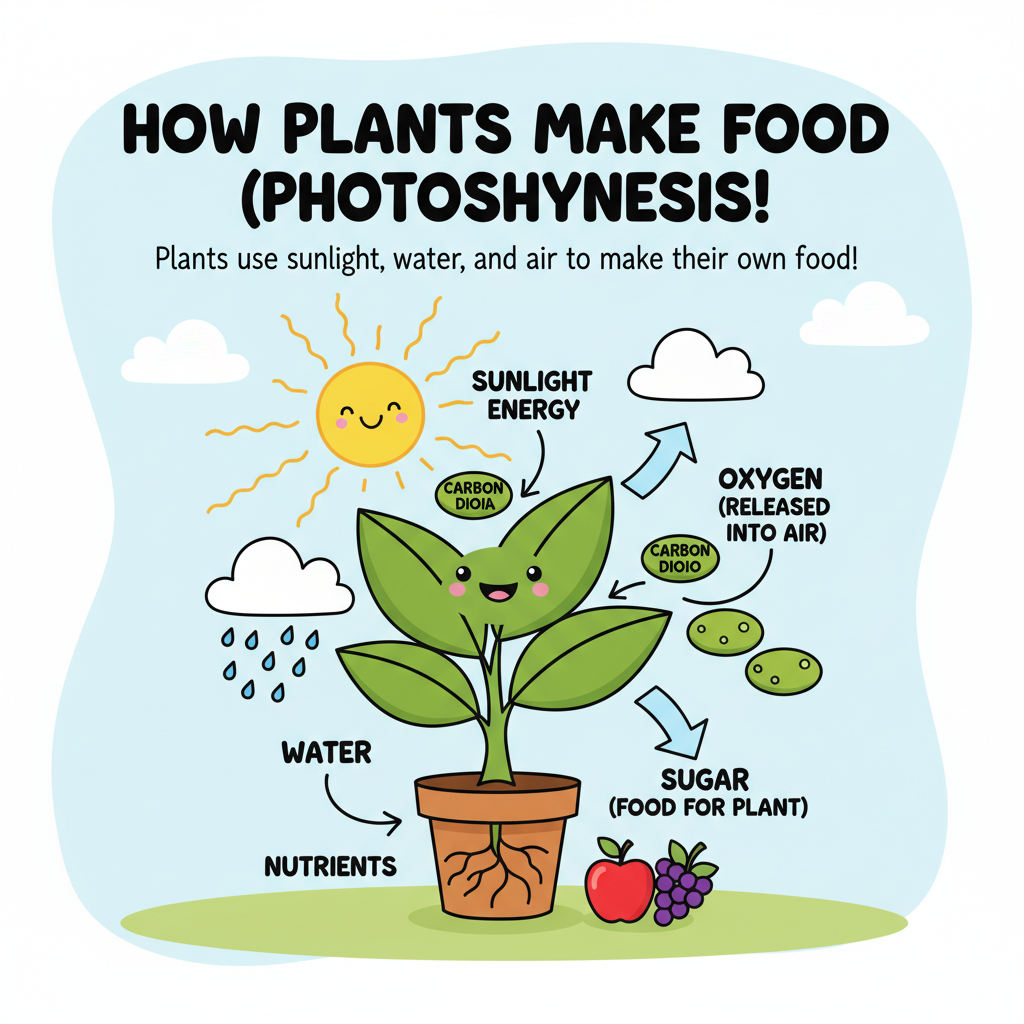 HOW PLANTS MAKE FOOD
(PHOTOSHYNESIS!
Plants use sunlight, water, and air to make their own food!
SUNLIGHT
ENERGY
CARBON
DIOIA
OXYGEN
(RELEASED
INTO AIR)
CARBON
DIOIO
WATER
SUGAR
(FOOD FOR PLANT)
NUTRIENTS